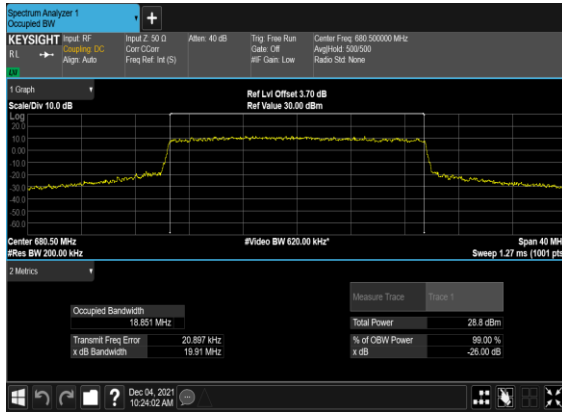 Spectrum Analyzer 1
Occupied BW
+
KEYSIGHT
RL
Input: RF
Coupling: DC
Align: Auto
Input Z: 50 Ω
Corr CCorr
Freq Ref: Int (S)
Atten: 40 dB
Trig: Free Run
Gate: Off
#IF Gain: Low
Center Freq: 680.500000 MHz
Avg|Hold: 500/500
Radio Std: None
1 Graph
Scale/Div 10.0 dB
Ref Lvl Offset 3.70 dB
Ref Value 30.00 dBm
Log
20.0
10.0
0.00
-10.0
-20.0
-30.0
-40.0
-50.0
-60.0
Center 680.50 MHz
#Res BW 200.00 kHz
#Video BW 620.00 kHz*
Span 40 MH
Sweep 1.27 ms (1001 pts
2 Metrics
Measure Trace Trace 1
Occupied Bandwidth
18.851 MHz
Total Power 28.8 dBm
Transmit Freq Error 20.897 kHz
x dB Bandwidth 19.91 MHz
% of OBW Power 99.00 %
x dB -26.00 dB
?
Dec 04, 2021
10:24:02 AM